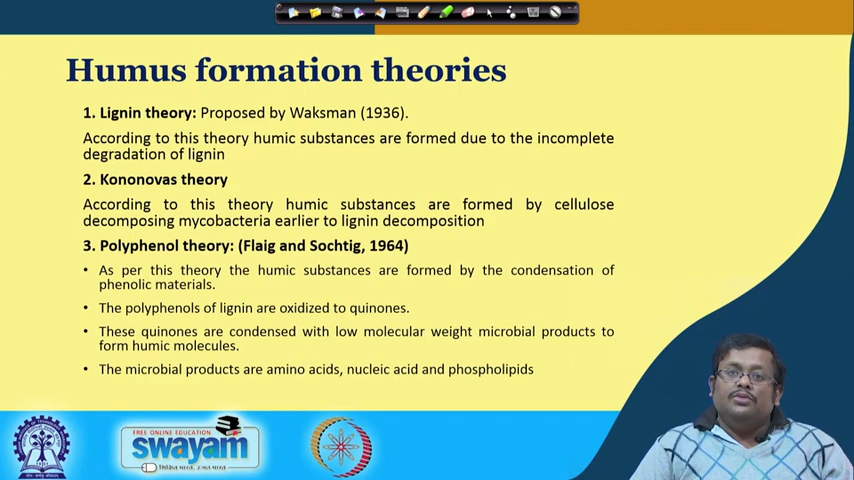 Humus formation theories
1. Lignin theory: Proposed by Waksman (1936).
According to this theory humic substances are formed due to the incomplete
degradation of lignin
2. Kononovas theory
According to this theory humic substances are formed by cellulose
decomposing mycobacteria earlier to lignin decomposition
3. Polyphenol theory: (Flaig and Sochtig, 1964)
• As per this theory the humic substances are formed by the condensation of
phenolic materials.
• The polyphenols of lignin are oxidized to quinones.
• These quinones are condensed with low molecular weight microbial products to
form humic molecules.
• The microbial products are amino acids, nucleic acid and phospholipids
FREE ONLINE EDUCATION
swayam